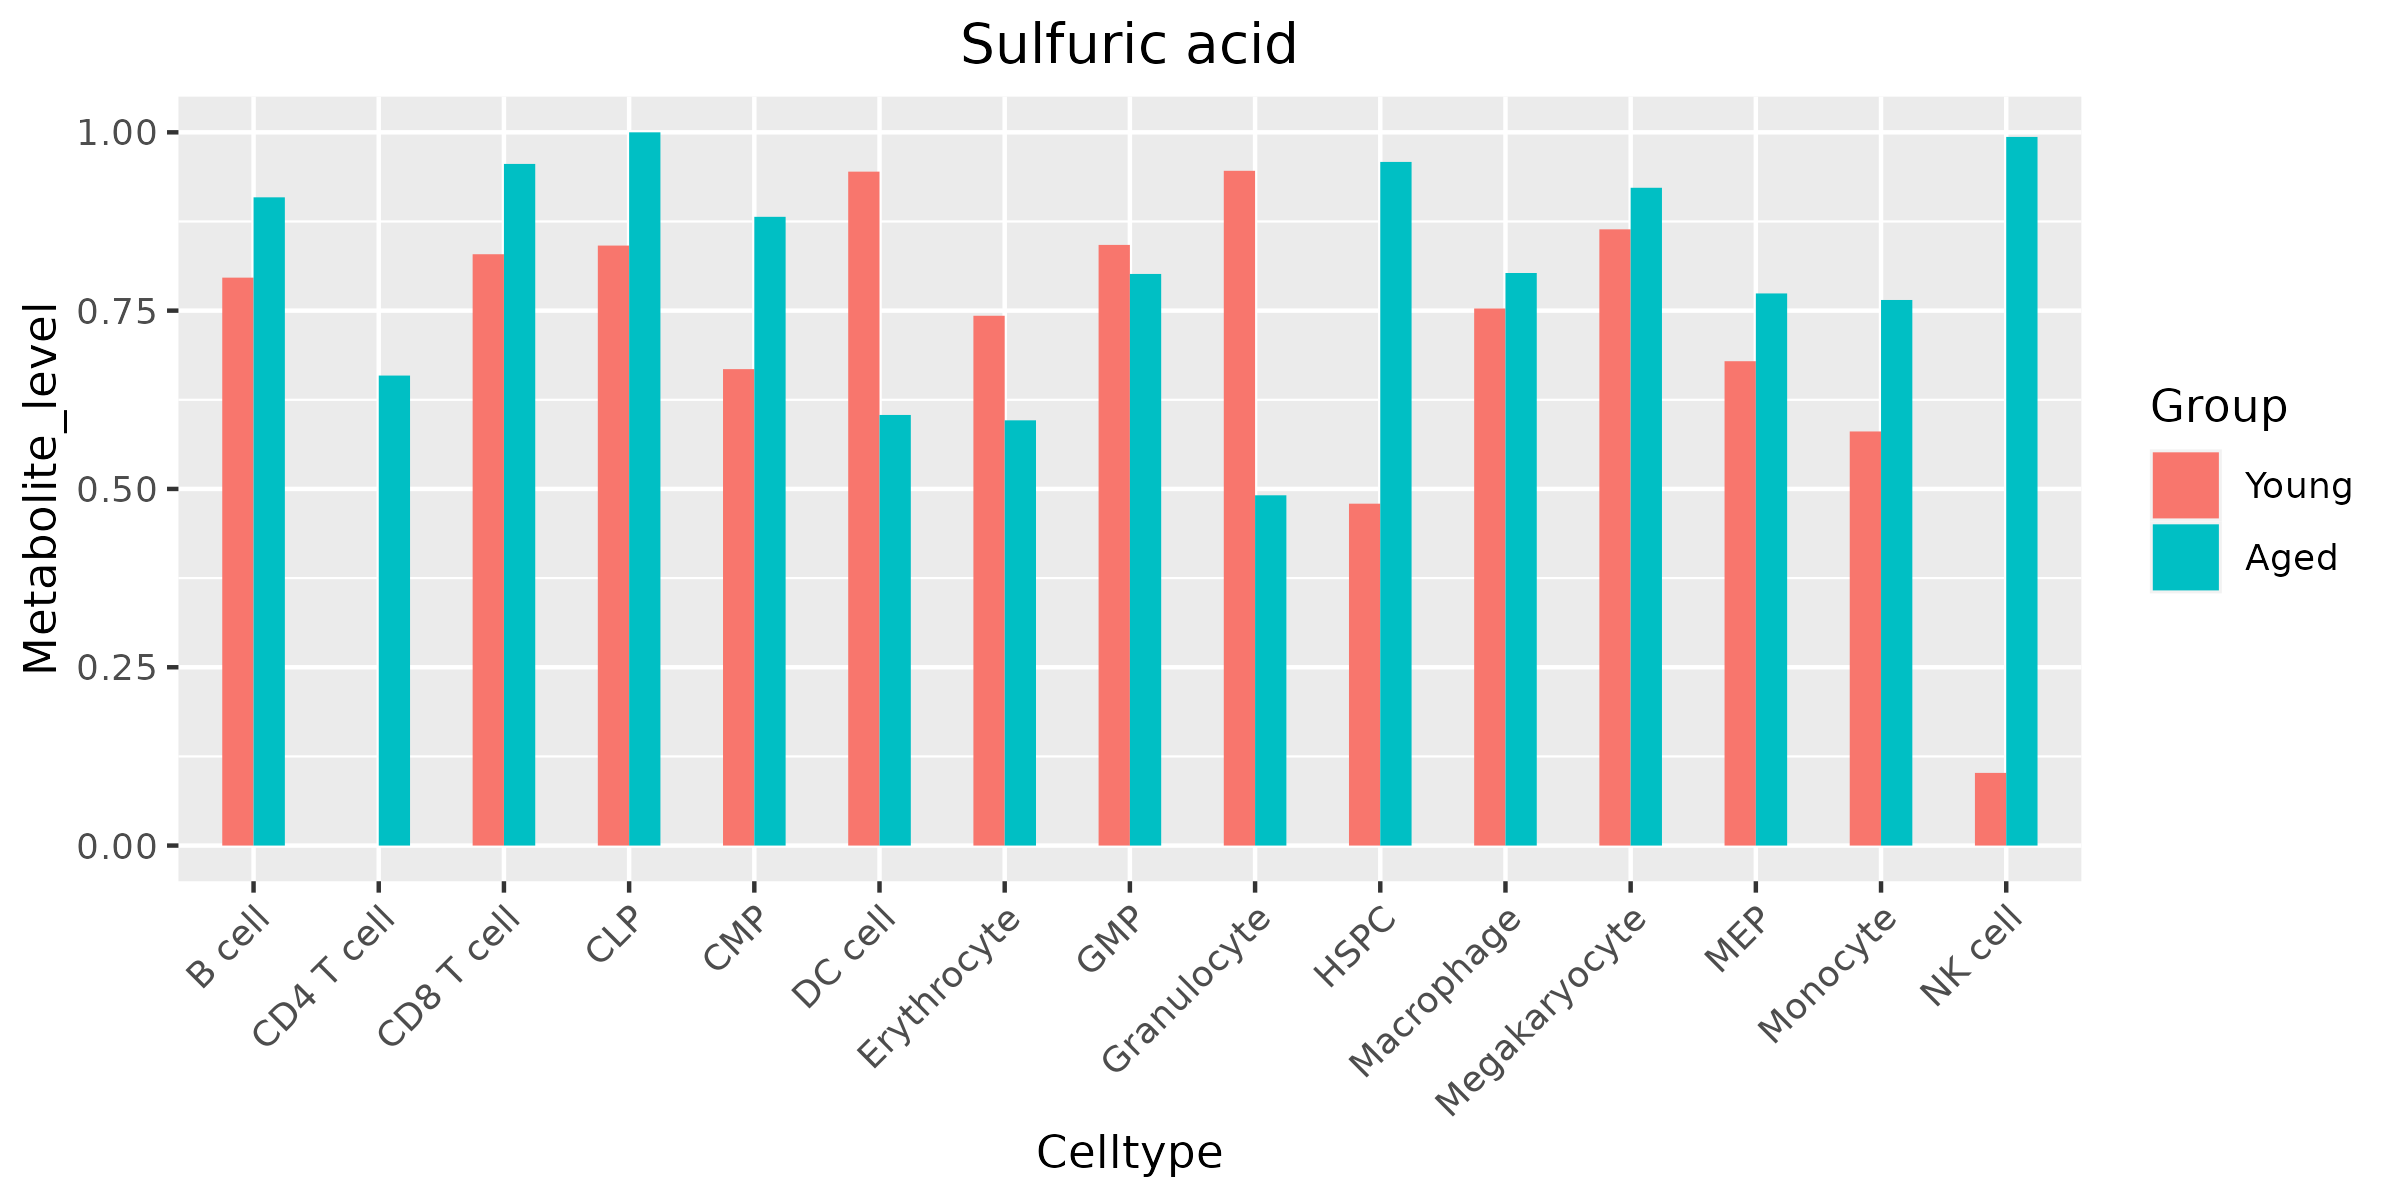 Sulfuric acid
Metabolite_level
1.00
0.75
0.50
0.25
0.00
B cell
CD4 T cell
CD8 T cell
CLP
CMP
DC cell
Erythrocyte
GMP
Granulocyte
HSPC
Macrophage
Megakaryocyte
MEP
Monocyte
NK cell
Celltype
Group
Young
Aged